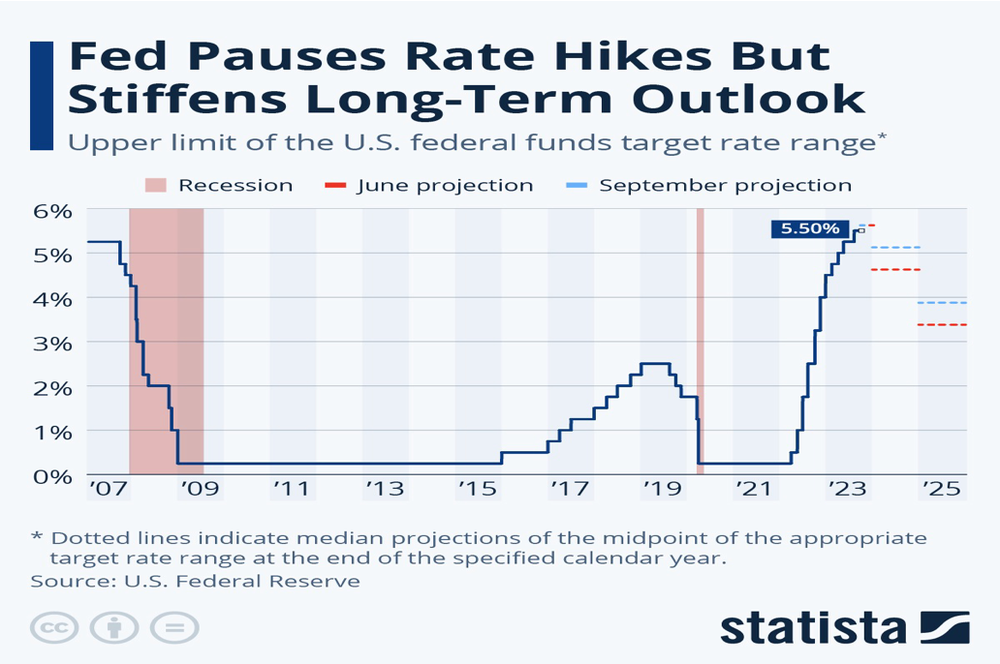 Fed Pauses Rate Hikes But
Stiffens Long-Term Outlook
Upper limit of the U.S. federal funds target rate range*
Recession June projection September projection
6%
5.50%
5%
4%
3%
2%
1%
0%
’07 ’09 ’11 ’13 ’15 ’17 ’19 ’21 ’23 ’25
* Dotted lines indicate median projections of the midpoint of the appropriate
target rate range at the end of the specified calendar year.
Source: U.S. Federal Reserve
cc
statista